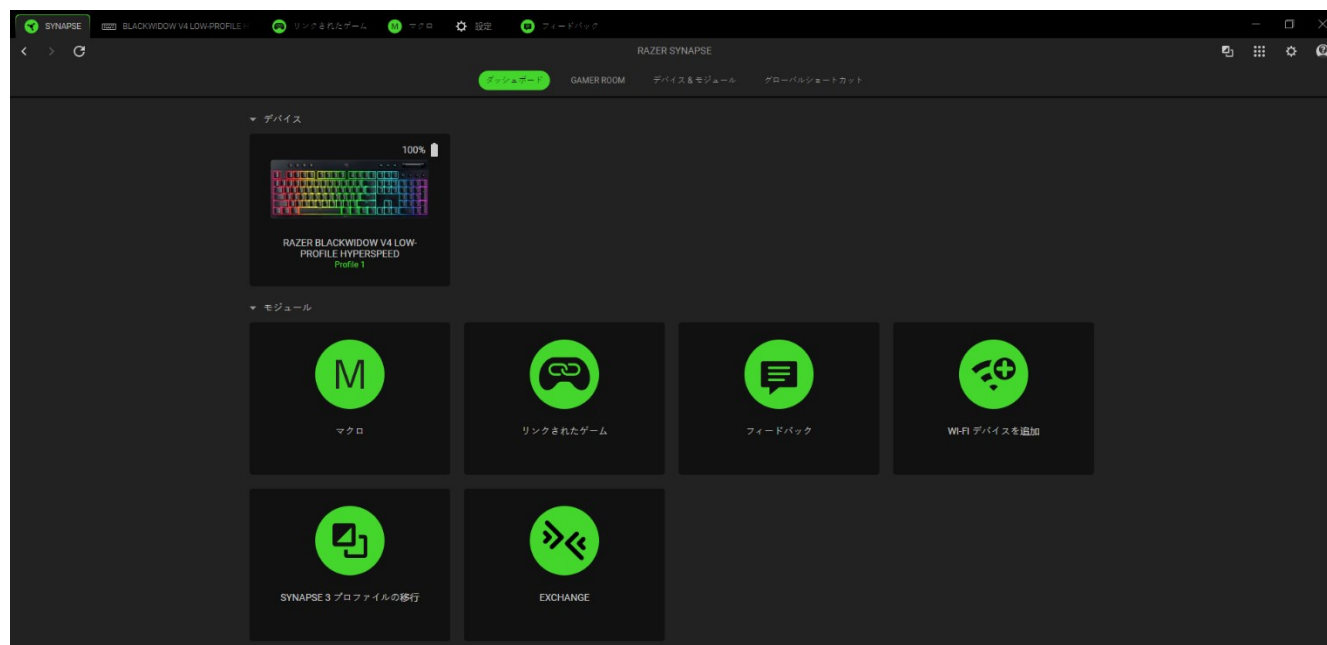 SYNAPSE
BLACKWIDOW V4 LOW-PROFILE
リンクされたゲーム
M
マクロ
設定
フィードバック
RAZER SYNAPSE
ダッシュボード
GAMER ROOM
デバイス&モジュール
グローバルショートカット
デバイス
100%
RAZER BLACKWIDOW V4 LOW-
PROFILE HYPERSPEED
Profile 1
モジュール
M
マクロ
リンクされたゲーム
フィードバック
WI-FI デバイスを追加
SYNAPSE 3 プロファイルの移行
EXCHANGE